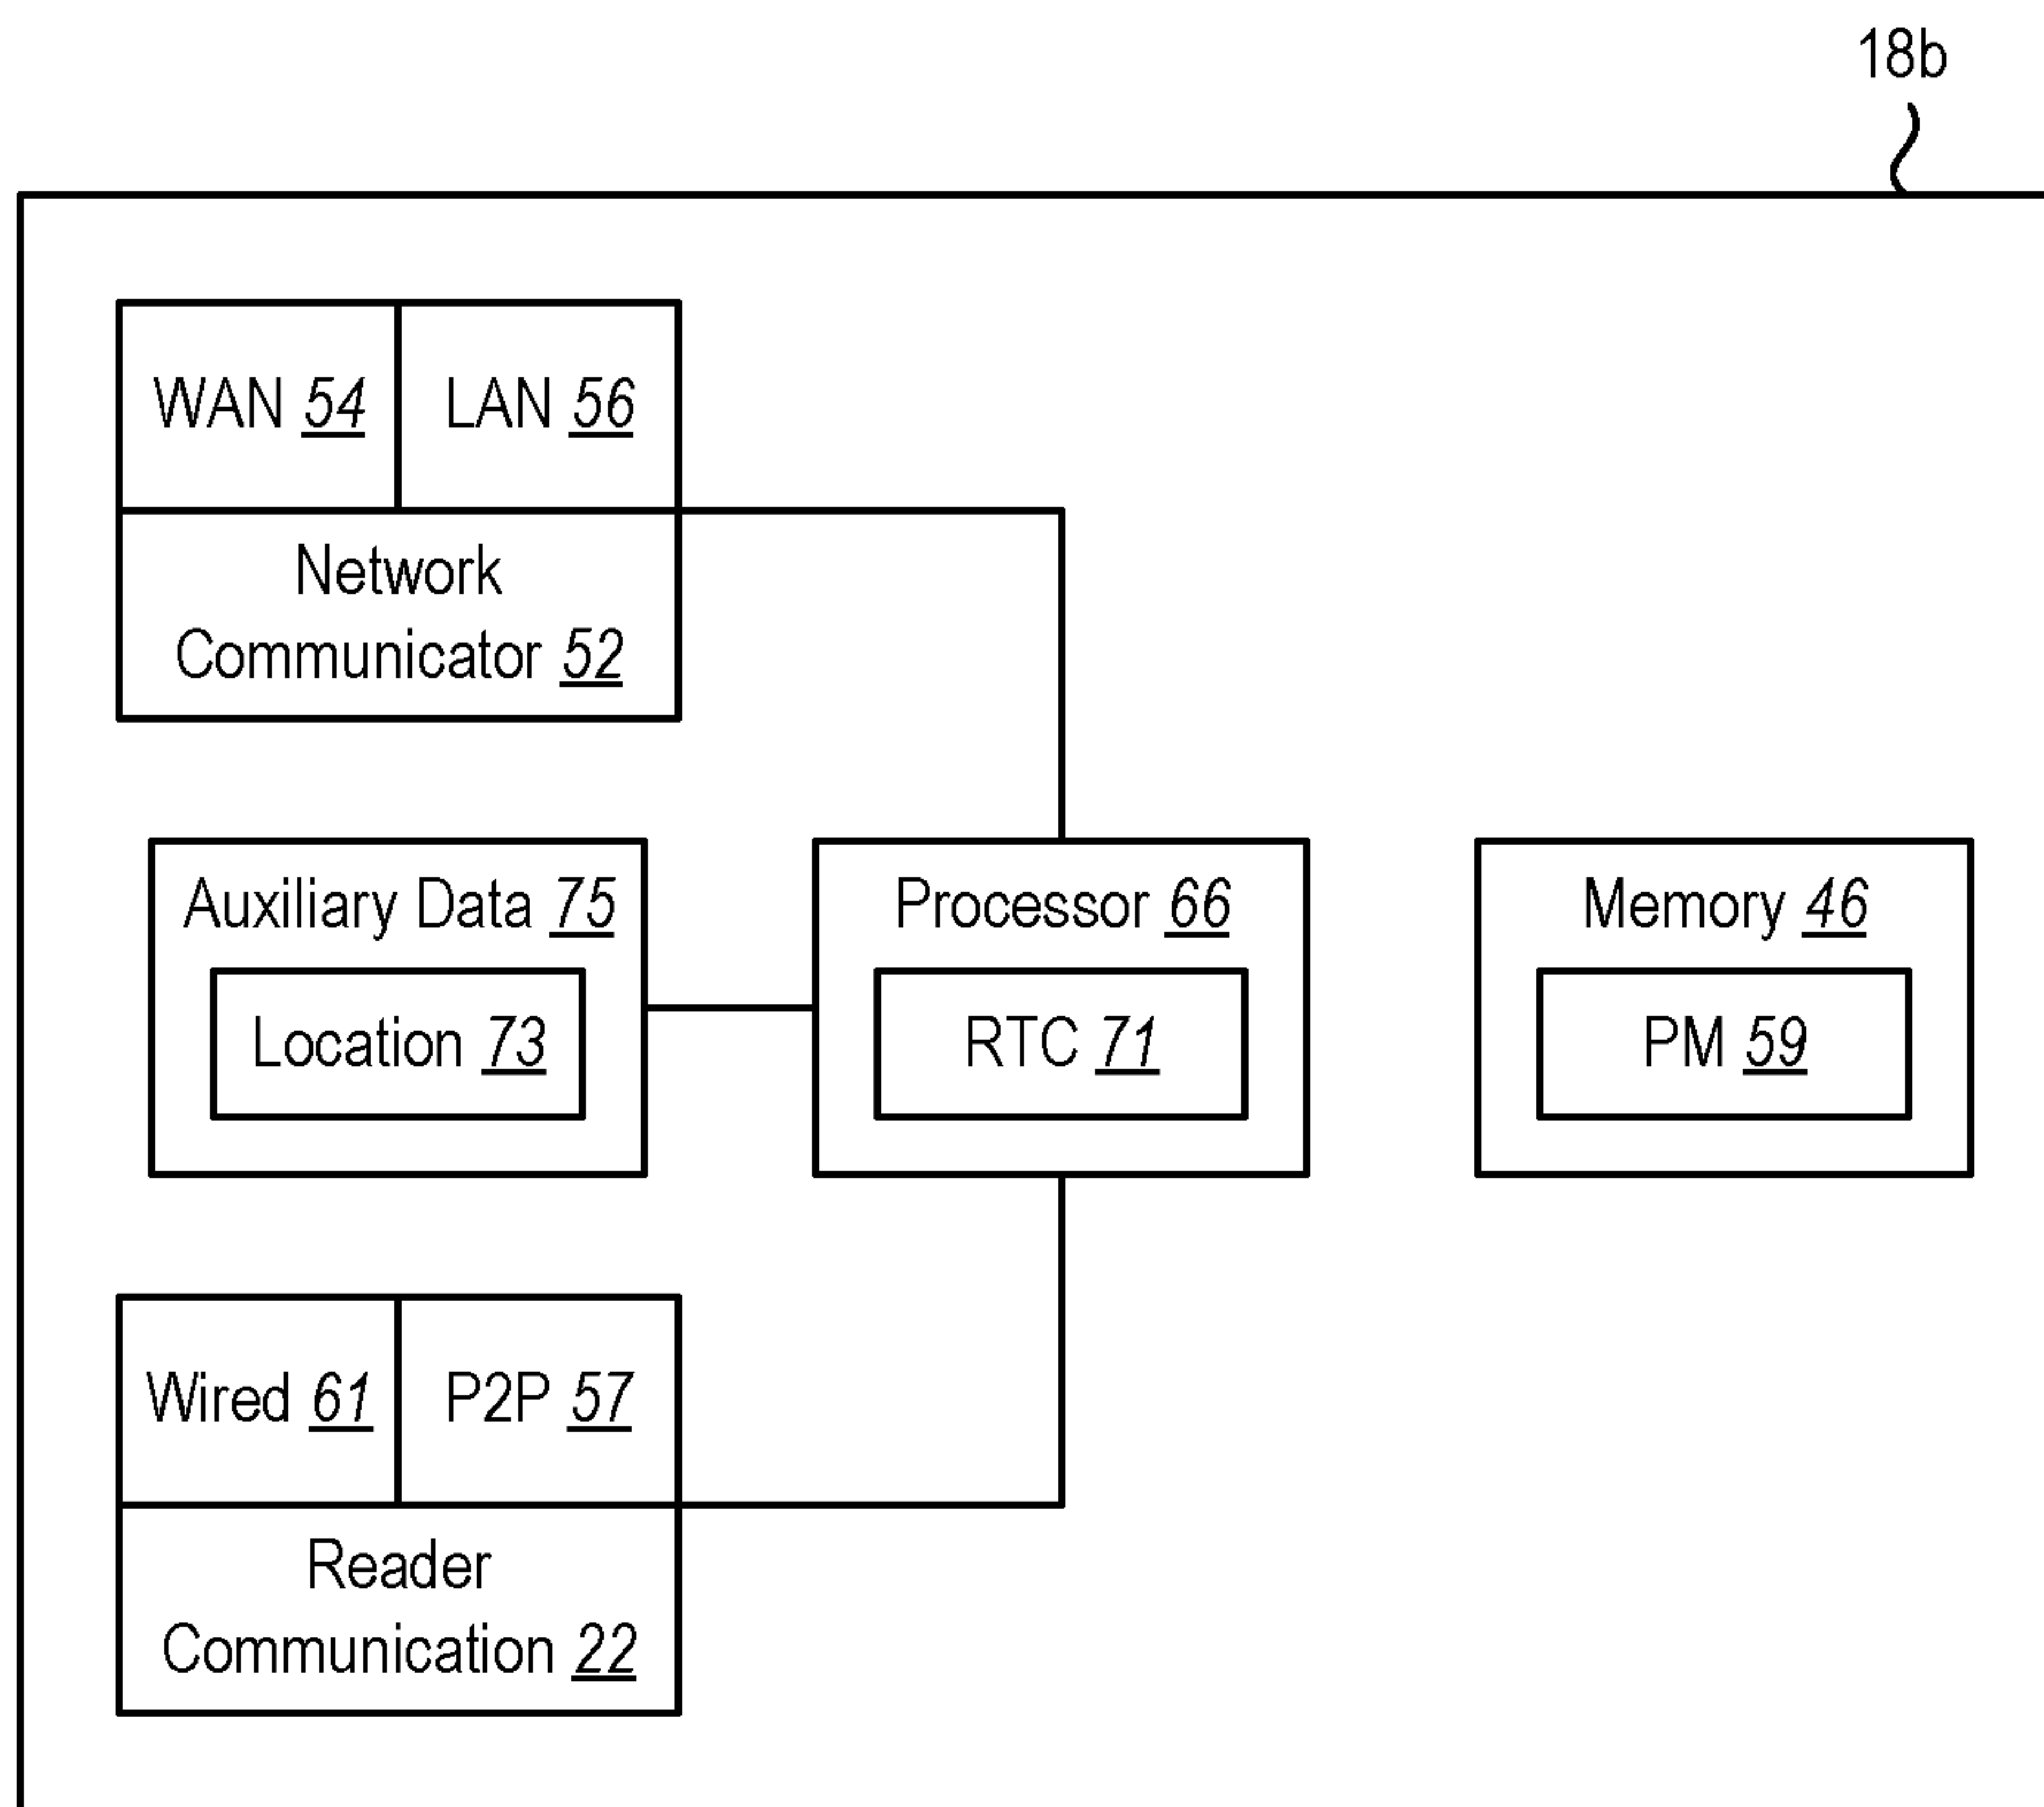 18b
WAN 54
LAN 56
Network
Communicator 52
Auxiliary Data 75
Location 73
Processor 66
RTC 71
Memory 46
PM 59
Wired 61
P2P 57
Reader
Communication 22